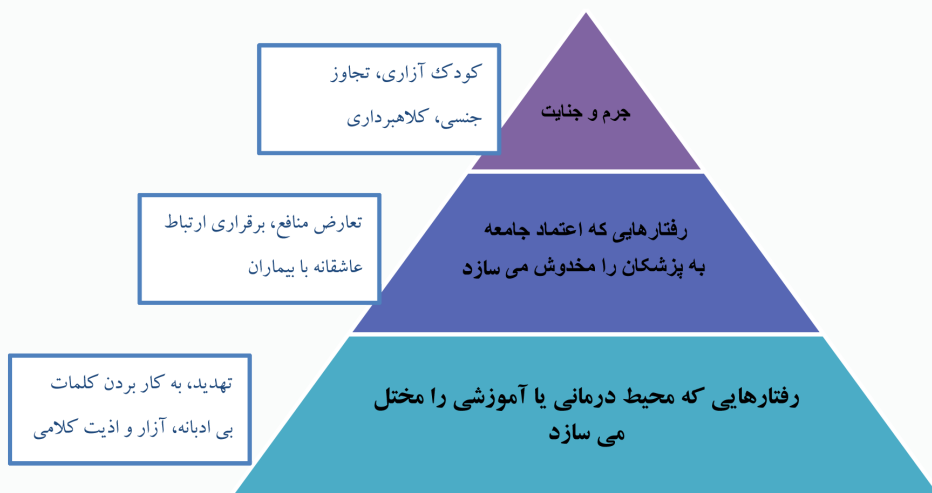 کودک آزاری، تجاوز
جنسی، کلاهبرداری
جرم و جنایت
تعارض منافع، برقراری ارتباط
عاشقانه با بیماران
رفتارهایی که اعتماد جامعه
به پزشکان را مخدوش می سازد
تهدید، به کار بردن کلمات
بی ادبانه، آزار و اذیت کلامی
رفتارهایی که محیط درمانی یا آموزشی را مختل
می سازد